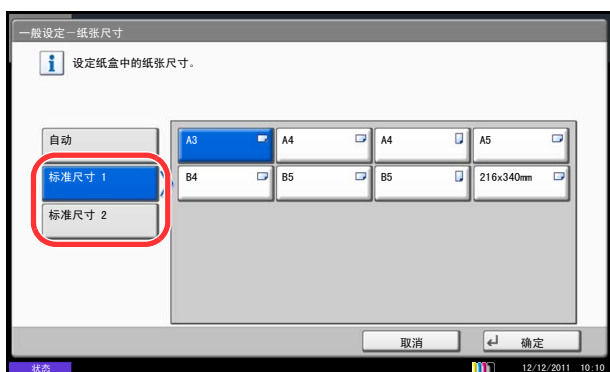 一般设定－纸张尺寸
设定纸盒中的纸张尺寸。
自动
A3 A4 A4 A5
标准尺寸 1
B4 B5 B5 216x340mm
标准尺寸 2
取消 确定
状态 12/12/2011 10:10